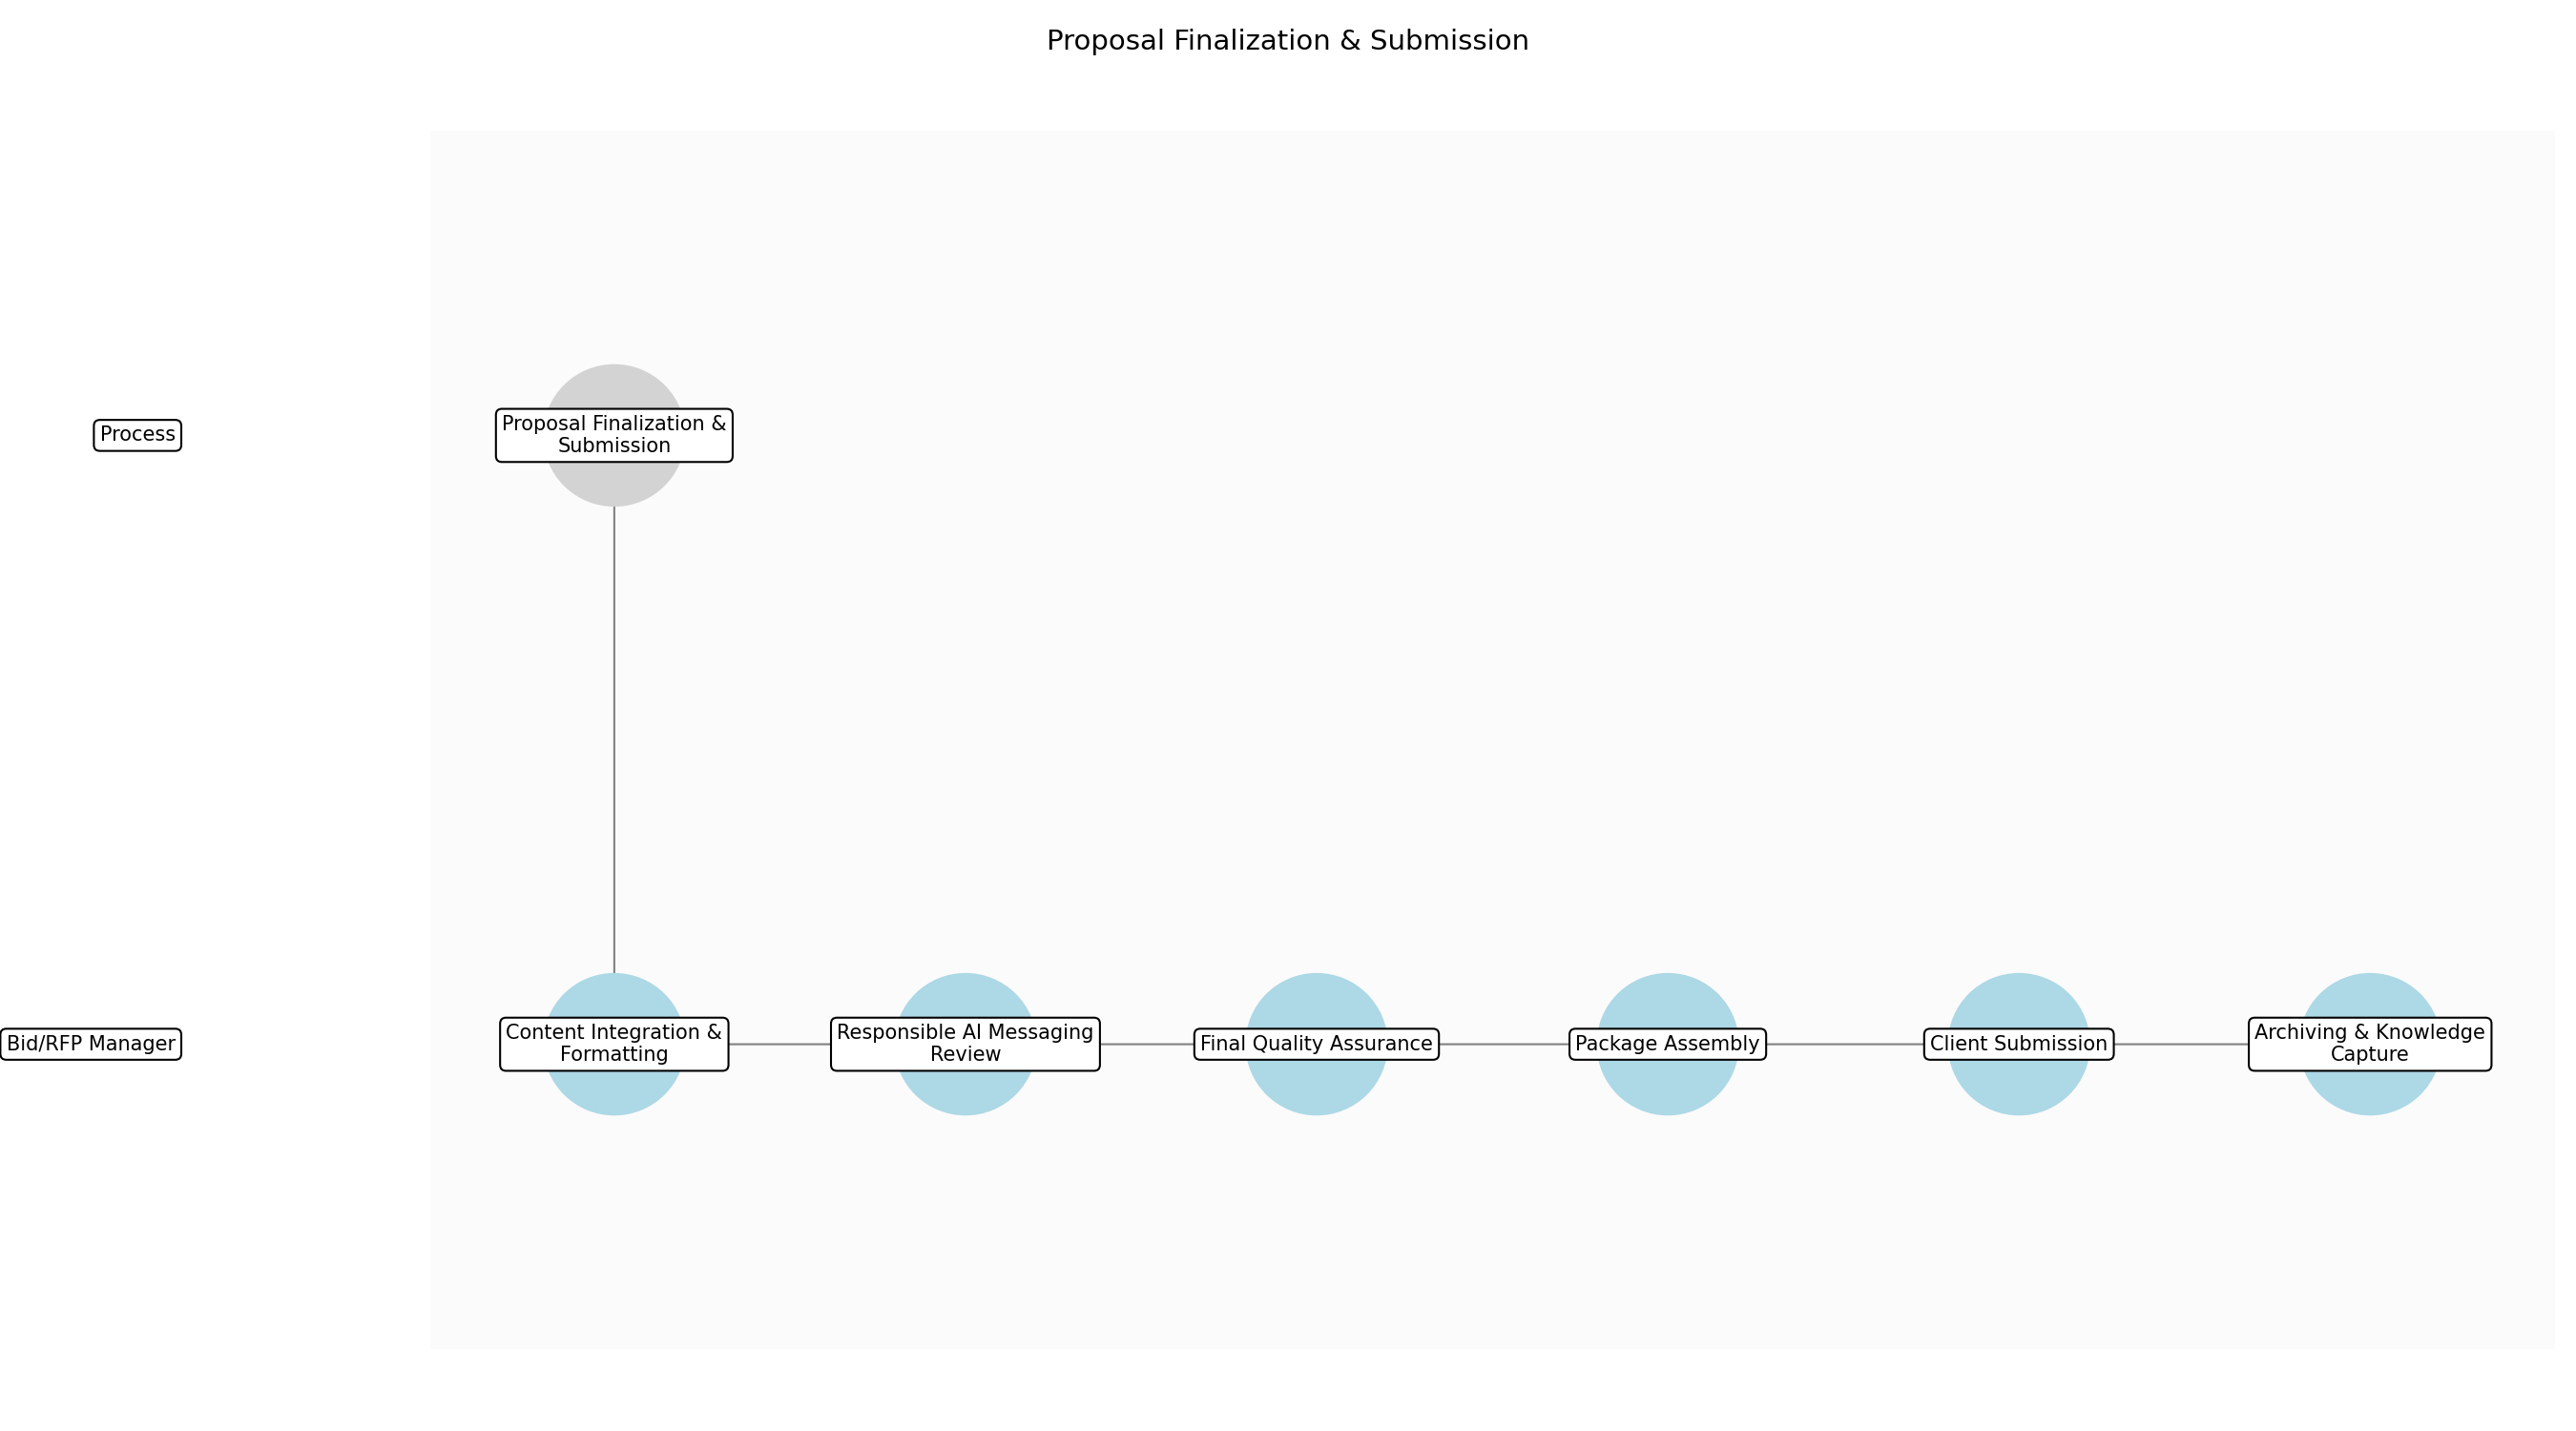 Proposal Finalization & Submission
Process
Proposal Finalization &
Submission
Bid/RFP Manager
Content Integration &
Formatting
Responsible AI Messaging
Review
Final Quality Assurance
Package Assembly
Client Submission
Archiving & Knowledge
Capture